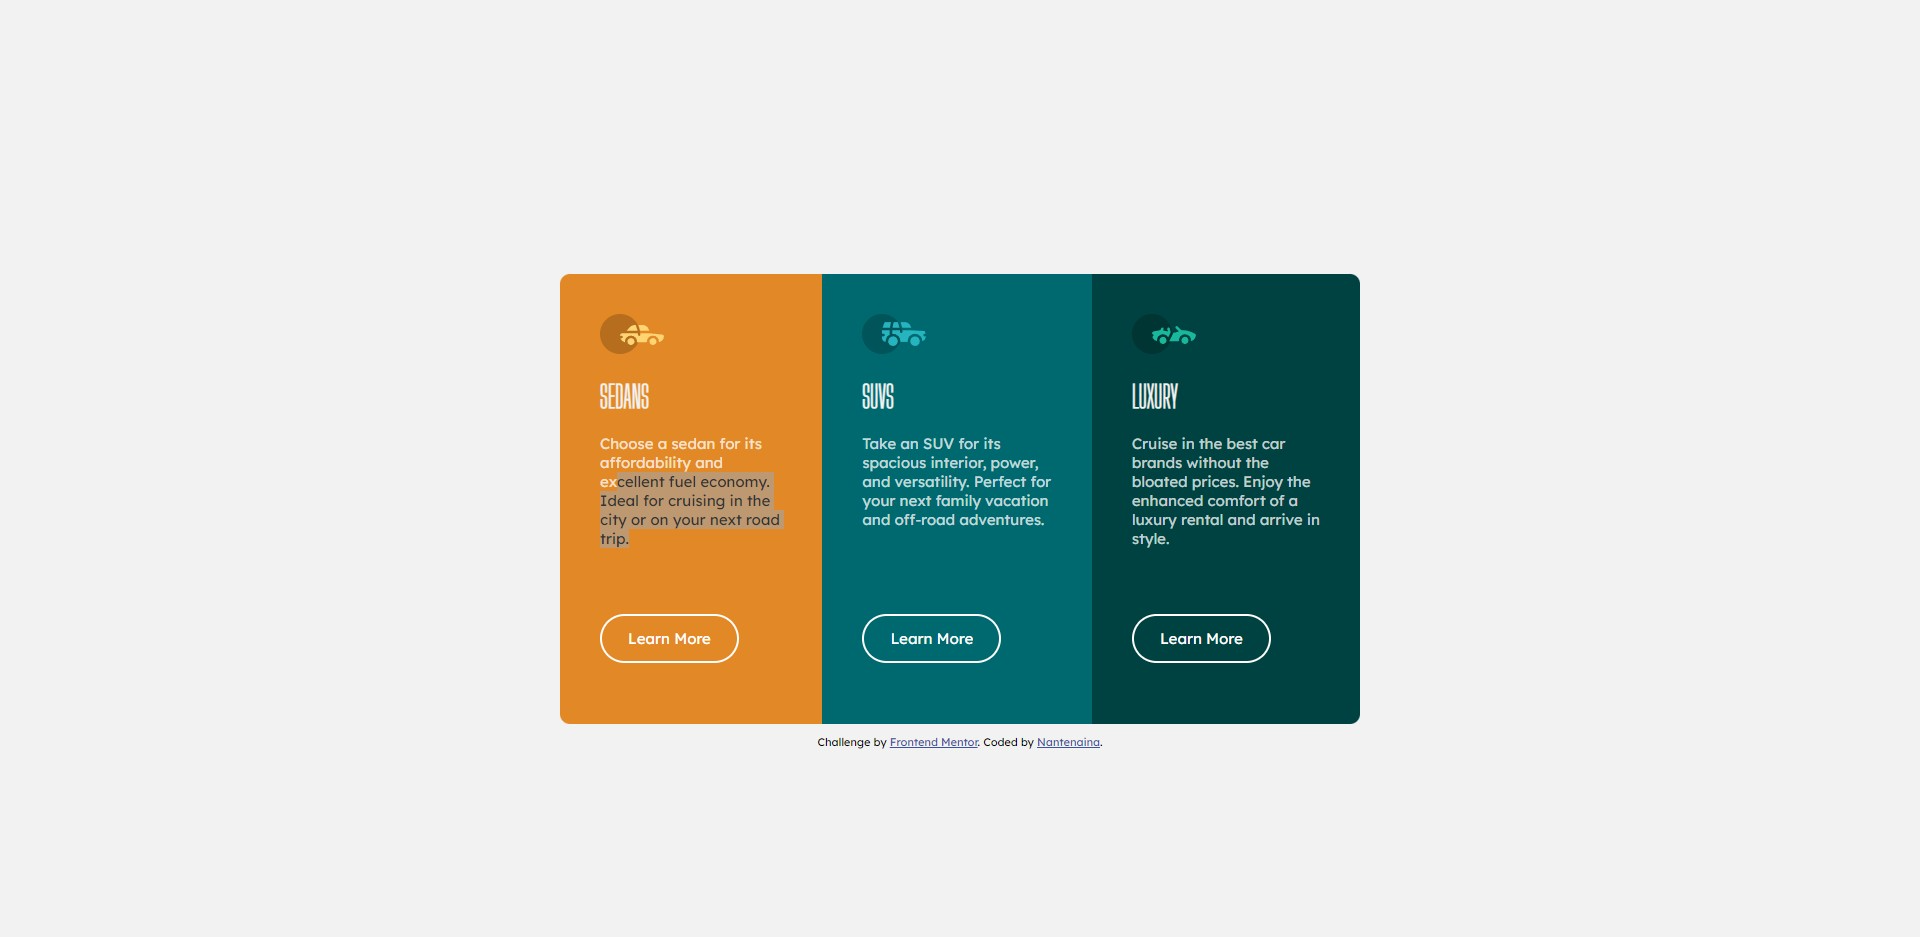 SEDANS
Choose a sedan for its
affordability and
excellent fuel economy.
Ideal for cruising in the
city or on your next road
trip.
Learn More
SUVS
Take an SUV for its
spacious interior, power,
and versatility. Perfect for
your next family vacation
and off-road adventures.
Learn More
LUXURY
Cruise in the best car
brands without the
bloated prices. Enjoy the
enhanced comfort of a
luxury rental and arrive in
style.
Learn More
Challenge by Frontend Mentor. Coded by Nantenaina.